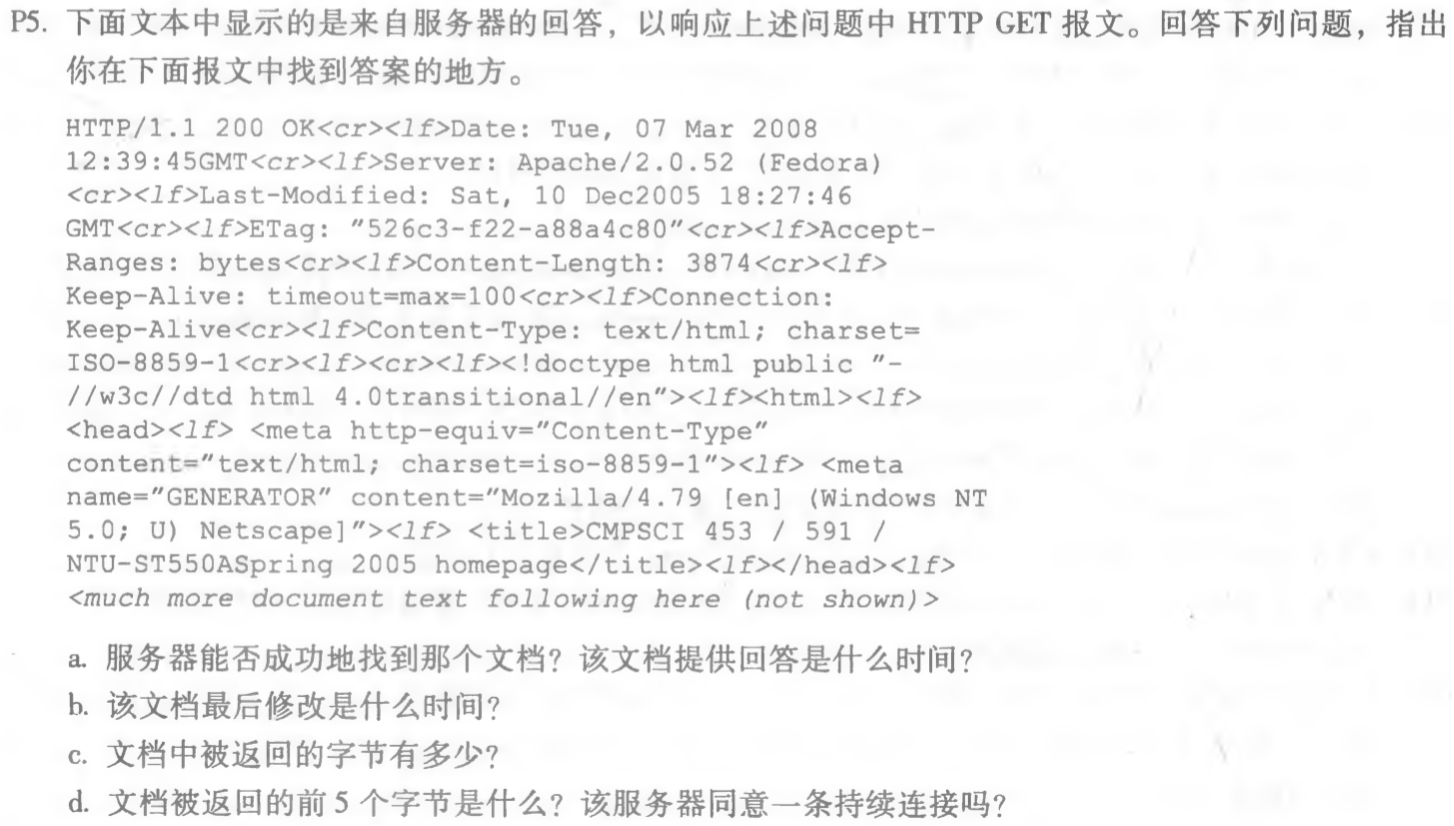 P5. 下面文本中显示的是来自服务器的回答，以响应上述问题中 HTTP GET 报文。回答下列问题，指出
你在下面报文中找到答案的地方。
HTTP/1.1 200 OK<cr><lf>Date: Tue, 07 Mar 2008
12:39:45GMT<cr><lf>Server: Apache/2.0.52 (Fedora)
<cr><lf>Last-Modified: Sat, 10 Dec2005 18:27:46
GMT<cr><lf>ETag: "526c3-f22-a88a4c80"<cr><lf>Accept-
Ranges: bytes<cr><lf>Content-Length: 3874<cr><lf>
Keep-Alive: timeout=max=100<cr><lf>Connection:
Keep-Alive<cr><lf>Content-Type: text/html; charset=
ISO-8859-1<cr><lf><cr><lf><!doctype html public "-
//w3c//dtd html 4.0transitional//en"><lf><html><lf>
<head><lf> <meta http-equiv="Content-Type"
content="text/html; charset=iso-8859-1"><lf> <meta
name="GENERATOR" content="Mozilla/4.79 [en] (Windows NT
5.0; U) Netscape]"><lf> <title>CMPSCI 453 / 591 /
NTU-ST550ASpring 2005 homepage</title><lf></head><lf>
<much more document text following here (not shown)>
a. 服务器能否成功地找到那个文档？该文档提供回答是什么时间？
b. 该文档最后修改是什么时间？
c. 文档中被返回的字节有多少？
d. 文档被返回的前 5 个字节是什么？该服务器同意一条持续连接吗？